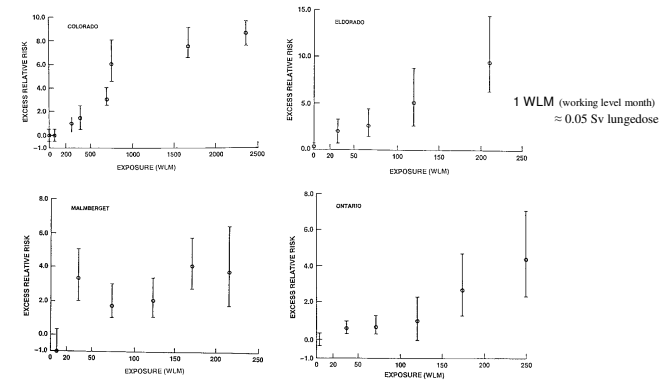 COLORADO
EXCESS RELATIVE RISK
10.0
8.0
6.0
4.0
2.0
0.0
-1.0
0 20 500 1000 1500 2000 2500
EXPOSURE (WLM)
ELDORADO
EXCESS RELATIVE RISK
15.0
10.0
5.0
0
0 20 50 100 150 200 250
EXPOSURE (WLM)
1 WLM (working level month)
≈ 0.05 Sv lungedose
MALMBERGET
EXCESS RELATIVE RISK
8.0
6.0
4.0
2.0
0.0
-1.0
0 20 50 100 150 200 250
EXPOSURE (WLM)
ONTARIO
EXCESS RELATIVE RISK
8.0
6.0
4.0
2.0
0.0
-1.0
0 20 50 100 150 200 250
EXPOSURE (WLM)